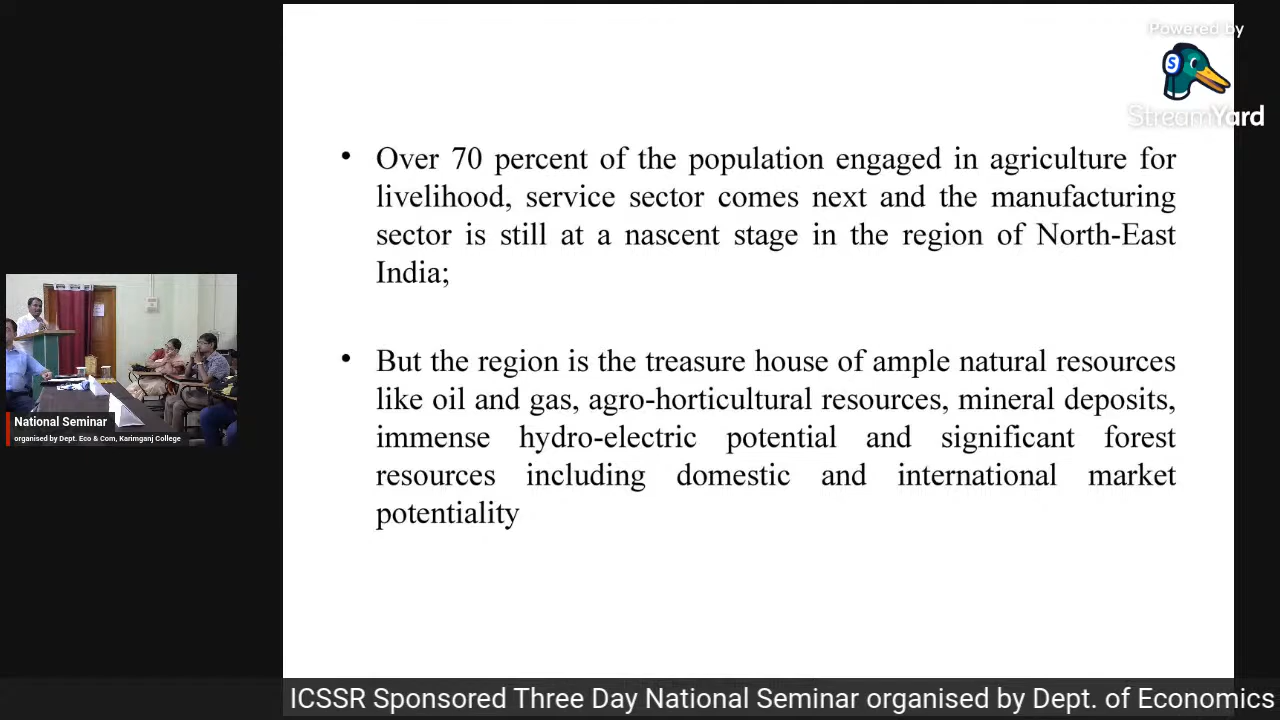 Powered by
StreamYard
• Over 70 percent of the population engaged in agriculture for
livelihood, service sector comes next and the manufacturing
sector is still at a nascent stage in the region of North-East
India;
• But the region is the treasure house of ample natural resources
like oil and gas, agro-horticultural resources, mineral deposits,
immense hydro-electric potential and significant forest
resources including domestic and international market
potentiality
National Seminar
organised by Dept. Eco & Com, Karimganj College
ICSSR Sponsored Three Day National Seminar organised by Dept. of Economics